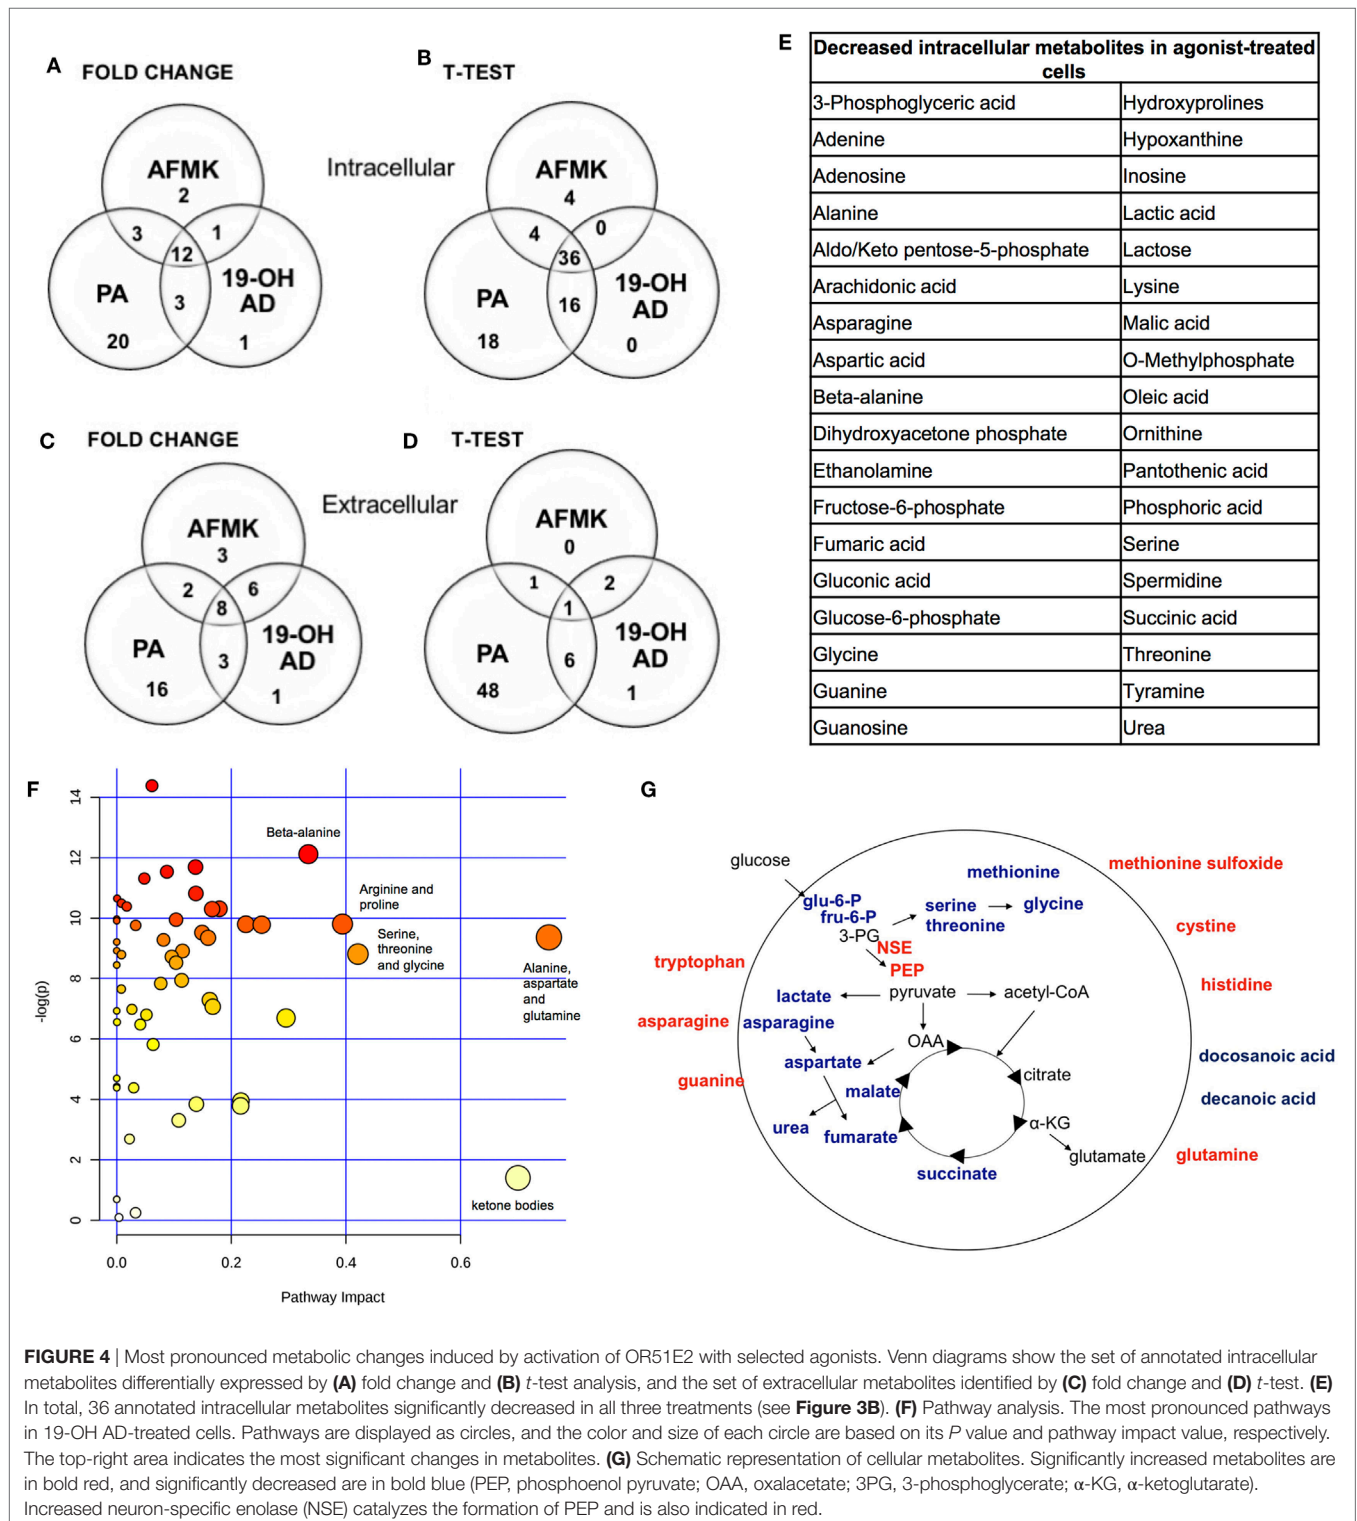 A FOLD CHANGE
AFMK
2
3
1
12
PA
19-OH
AD
3
20
1
Intracellular
B T-TEST
AFMK
4
4
0
36
PA
19-OH
AD
16
18
0
C FOLD CHANGE
AFMK
3
2
6
8
PA
19-OH
AD
3
16
1
Extracellular
D T-TEST
AFMK
0
1
2
1
PA
19-OH
AD
6
48
1
E
Decreased intracellular metabolites in agonist-treated
cells
3-Phosphoglyceric acid Hydroxyprolines
Adenine Hypoxanthine
Adenosine Inosine
Alanine Lactic acid
Aldo/Keto pentose-5-phosphate Lactose
Arachidonic acid Lysine
Asparagine Malic acid
Aspartic acid O-Methylphosphate
Beta-alanine Oleic acid
Dihydroxyacetone phosphate Ornithine
Ethanolamine Pantothenic acid
Fructose-6-phosphate Phosphoric acid
Fumaric acid Serine
Gluconic acid Spermidine
Glucose-6-phosphate Succinic acid
Glycine Threonine
Guanine Tyramine
Guanosine Urea
F
-log(p)
14
12
10
8
6
4
2
0
Beta-alanine
Arginine and
proline
Serine,
threonine
and glycine
Alanine,
aspartate
and
glutamine
ketone bodies
0.0 0.2 0.4 0.6
Pathway Impact
G
glucose
glu-6-P
fru-6-P
3-PG
NSE
PEP
methionine
serine
threonine
glycine
lactate
pyruvate
acetyl-CoA
asparagine
aspartate
OAA
citrate
malate
α-KG
urea
fumarate
glutamate
succinate
tryptophan
asparagine
guanine
methionine sulfoxide
cystine
histidine
docosanoic acid
decanoic acid
glutamine
FIGURE 4 | Most pronounced metabolic changes induced by activation of OR51E2 with selected agonists. Venn diagrams show the set of annotated intracellular
metabolites differentially expressed by (A) fold change and (B) t-test analysis, and the set of extracellular metabolites identified by (C) fold change and (D) t-test. (E)
In total, 36 annotated intracellular metabolites significantly decreased in all three treatments (see Figure 3B). (F) Pathway analysis. The most pronounced pathways
in 19-OH AD-treated cells. Pathways are displayed as circles, and the color and size of each circle are based on its P value and pathway impact value, respectively.
The top-right area indicates the most significant changes in metabolites. (G) Schematic representation of cellular metabolites. Significantly increased metabolites are
in bold red, and significantly decreased are in bold blue (PEP, phosphoenol pyruvate; OAA, oxalacetate; 3PG, 3-phosphoglycerate; α-KG, α-ketoglutarate).
Increased neuron-specific enolase (NSE) catalyzes the formation of PEP and is also indicated in red.